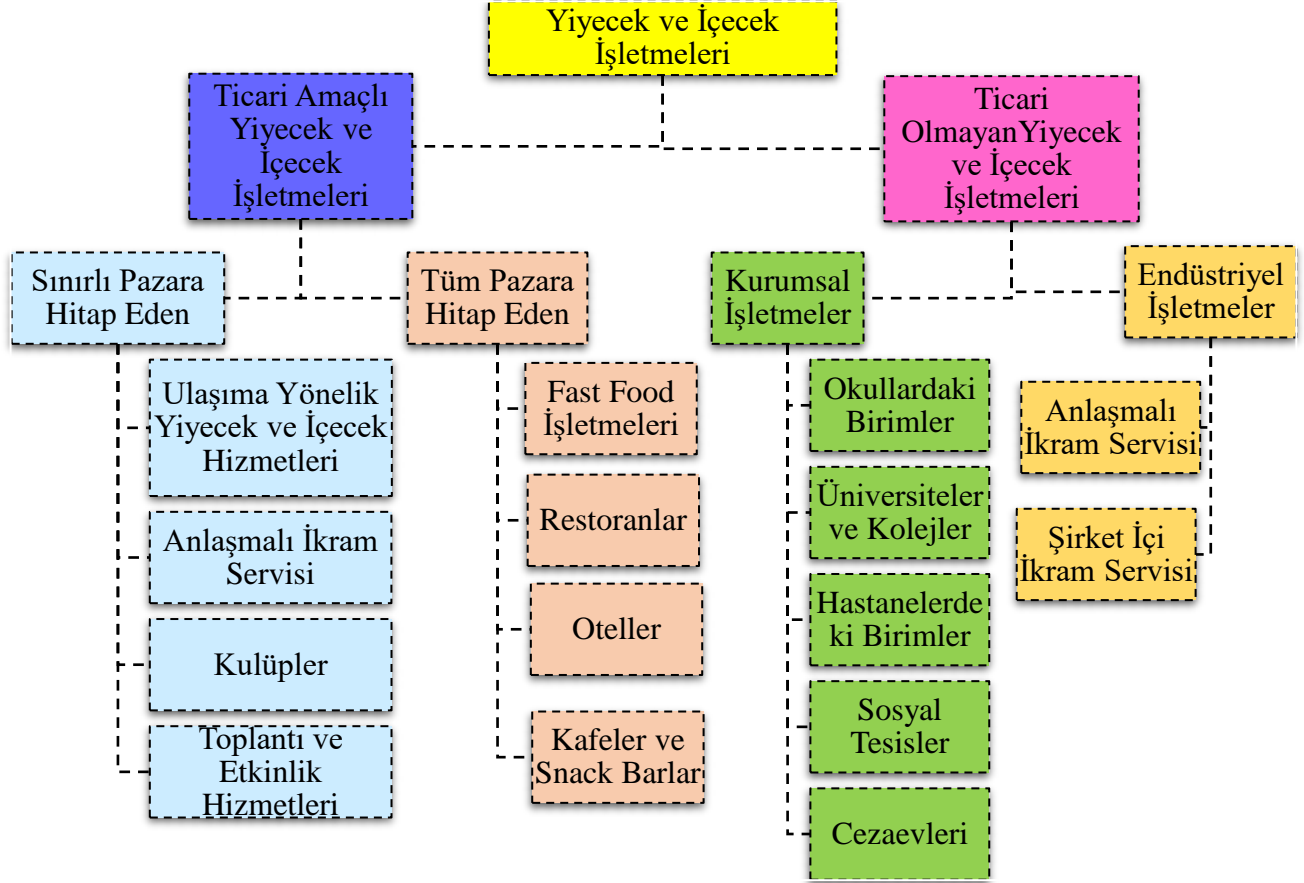 Yiyecek ve İçecek
İşletmeleri
Ticari Amaçlı
Yiyecek ve
İçecek
İşletmeleri
Ticari
OlmayanYiyecek
ve İçecek
İşletmeleri
Sınırlı Pazara
Hitap Eden
Tüm Pazara
Hitap Eden
Kurumsal
İşletmeler
Endüstriyel
İşletmeler
Ulaşıma Yönelik
Yiyecek ve İçecek
Hizmetleri
Anlaşmalı İkram
Servisi
Kulüpler
Toplantı ve
Etkinlik
Hizmetleri
Fast Food
İşletmeleri
Restoranlar
Oteller
Kafeler ve
Snack Barlar
Okullardaki
Birimler
Üniversiteler
ve Kolejler
Hastanelerde
ki Birimler
Sosyal
Tesisler
Cezaevleri
Anlaşmalı
İkram Servisi
Şirket İçi
İkram Servisi